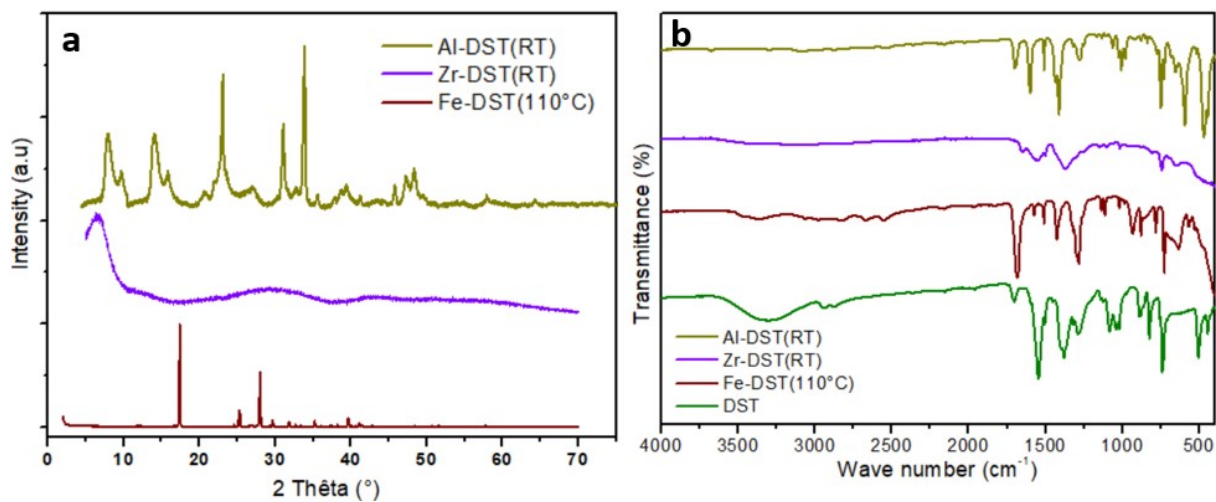 a
Al-DST(RT)
Zr-DST(RT)
Fe-DST(110°C)
Intensity (a.u)
0 10 20 30 40 50 60 70
2 Thêta (°)
b
Transmittance (%)
Al-DST(RT)
Zr-DST(RT)
Fe-DST(110°C)
DST
4000 3500 3000 2500 2000 1500 1000 500
Wave number (cm⁻¹)